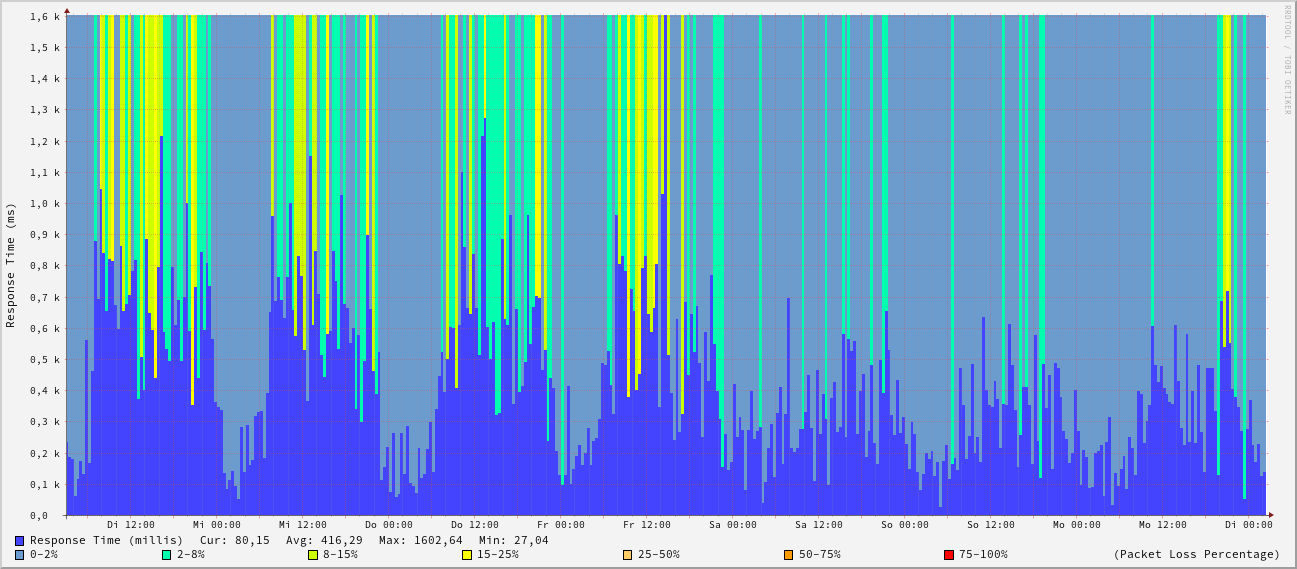 RRDTOOL / TOBI OETIKER
Response Time (ms)
1,6 k
1,5 k
1,4 k
1,3 k
1,2 k
1,1 k
1,0 k
0,9 k
0,8 k
0,7 k
0,6 k
0,5 k
0,4 k
0,3 k
0,2 k
0,1 k
0,0
Di 12:00 Mi 00:00 Mi 12:00 Do 00:00 Do 12:00 Fr 00:00 Fr 12:00 Sa 00:00 Sa 12:00 So 00:00 So 12:00 Mo 00:00 Mo 12:00 Di 00:00
Response Time (millis) Cur: 80,15 Avg: 416,29 Max: 1602,64 Min: 27,04
0-2% 2-8% 8-15% 15-25% 25-50% 50-75% 75-100% (Packet Loss Percentage)